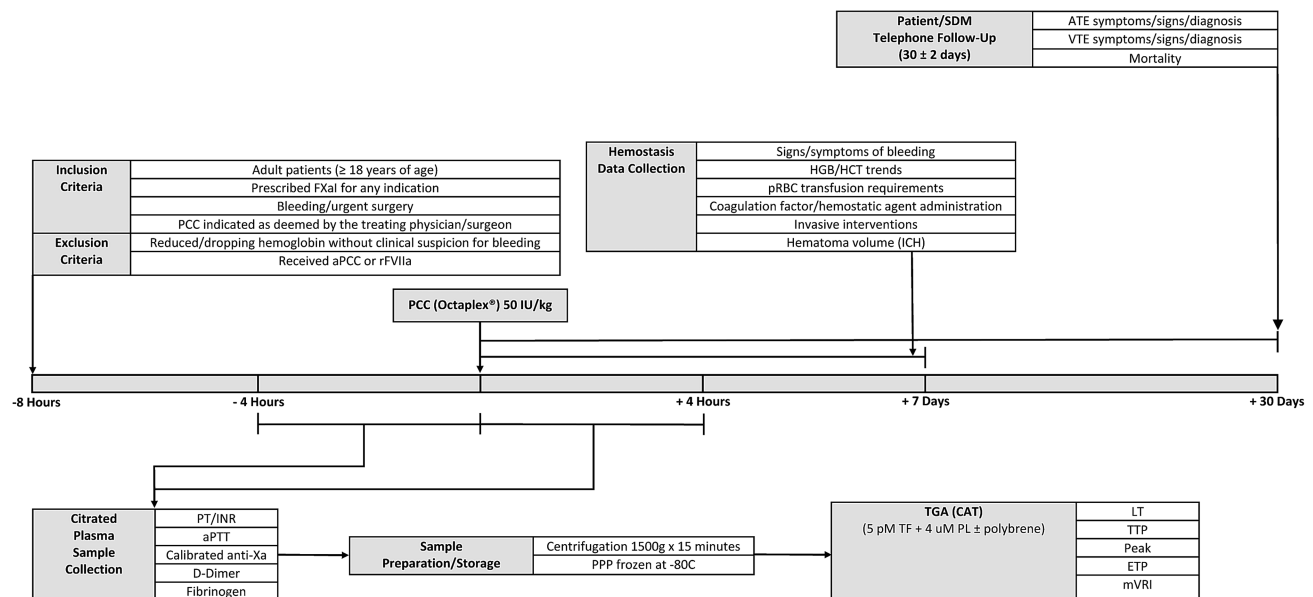 Patient/SDM
Telephone Follow-Up
(30 ± 2 days)
ATE symptoms/signs/diagnosis
VTE symptoms/signs/diagnosis
Mortality
Inclusion
Criteria
Adult patients (≥ 18 years of age)
Prescribed FXaI for any indication
Bleeding/urgent surgery
PCC indicated as deemed by the treating physician/surgeon
Exclusion
Criteria
Reduced/dropping hemoglobin without clinical suspicion for bleeding
Received aPCC or rFVIIa
Hemostasis
Data Collection
Signs/symptoms of bleeding
HGB/HCT trends
pRBC transfusion requirements
Coagulation factor/hemostatic agent administration
Invasive interventions
Hematoma volume (ICH)
PCC (Octaplex®) 50 IU/kg
-8 Hours
- 4 Hours
+ 4 Hours
+ 7 Days
+ 30 Days
Citrated
Plasma
Sample
Collection
PT/INR
aPTT
Calibrated anti-Xa
D-Dimer
Fibrinogen
Sample
Preparation/Storage
Centrifugation 1500g x 15 minutes
PPP frozen at -80C
TGA (CAT)
(5 pM TF + 4 uM PL ± polybrene)
LT
TTP
Peak
ETP
mVRI